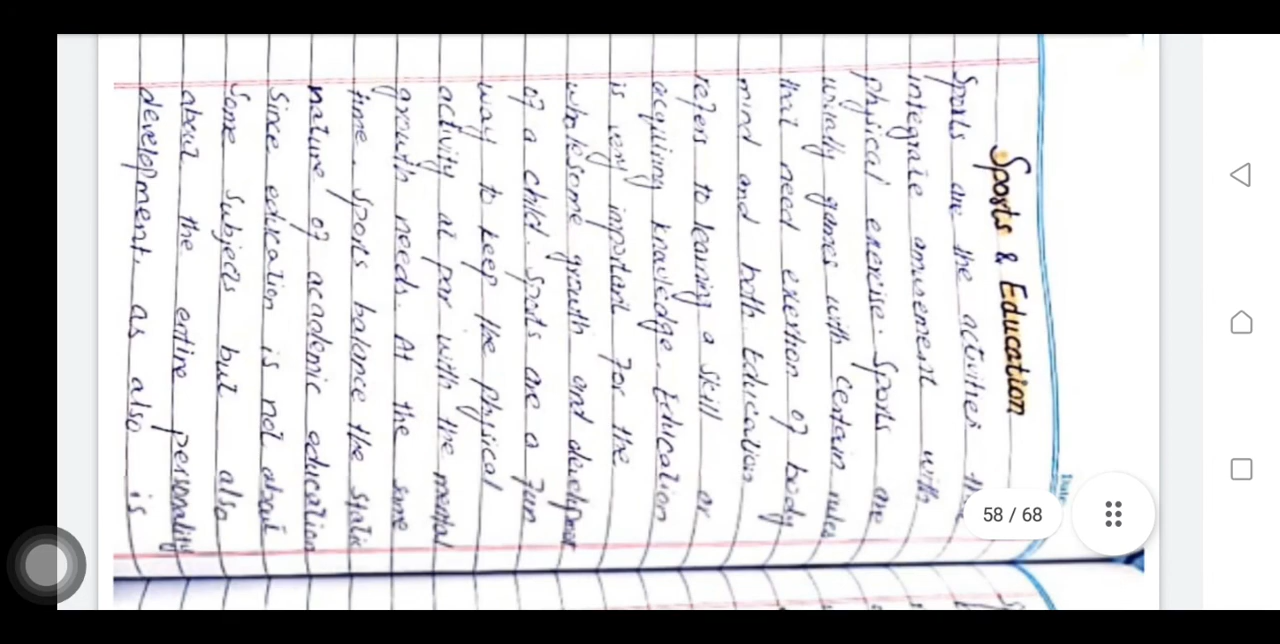 Sports & Education
Sports are the activities
integrate amusement with
physical exercise. Sports are
usually games with certain rules
that need exertion of body
mind and both. Education
refers to learning a skill or
acquiring knowledge. Education
is very important for the
wholesome growth and
of a child. Sports are a fun
way to keep the physical
activity at par with the mental
growth needs. At the same
time, sports balance the static
nature of academic education
Since education is not about
some subjects but also
about the entire personality
development, as also is
58 / 68